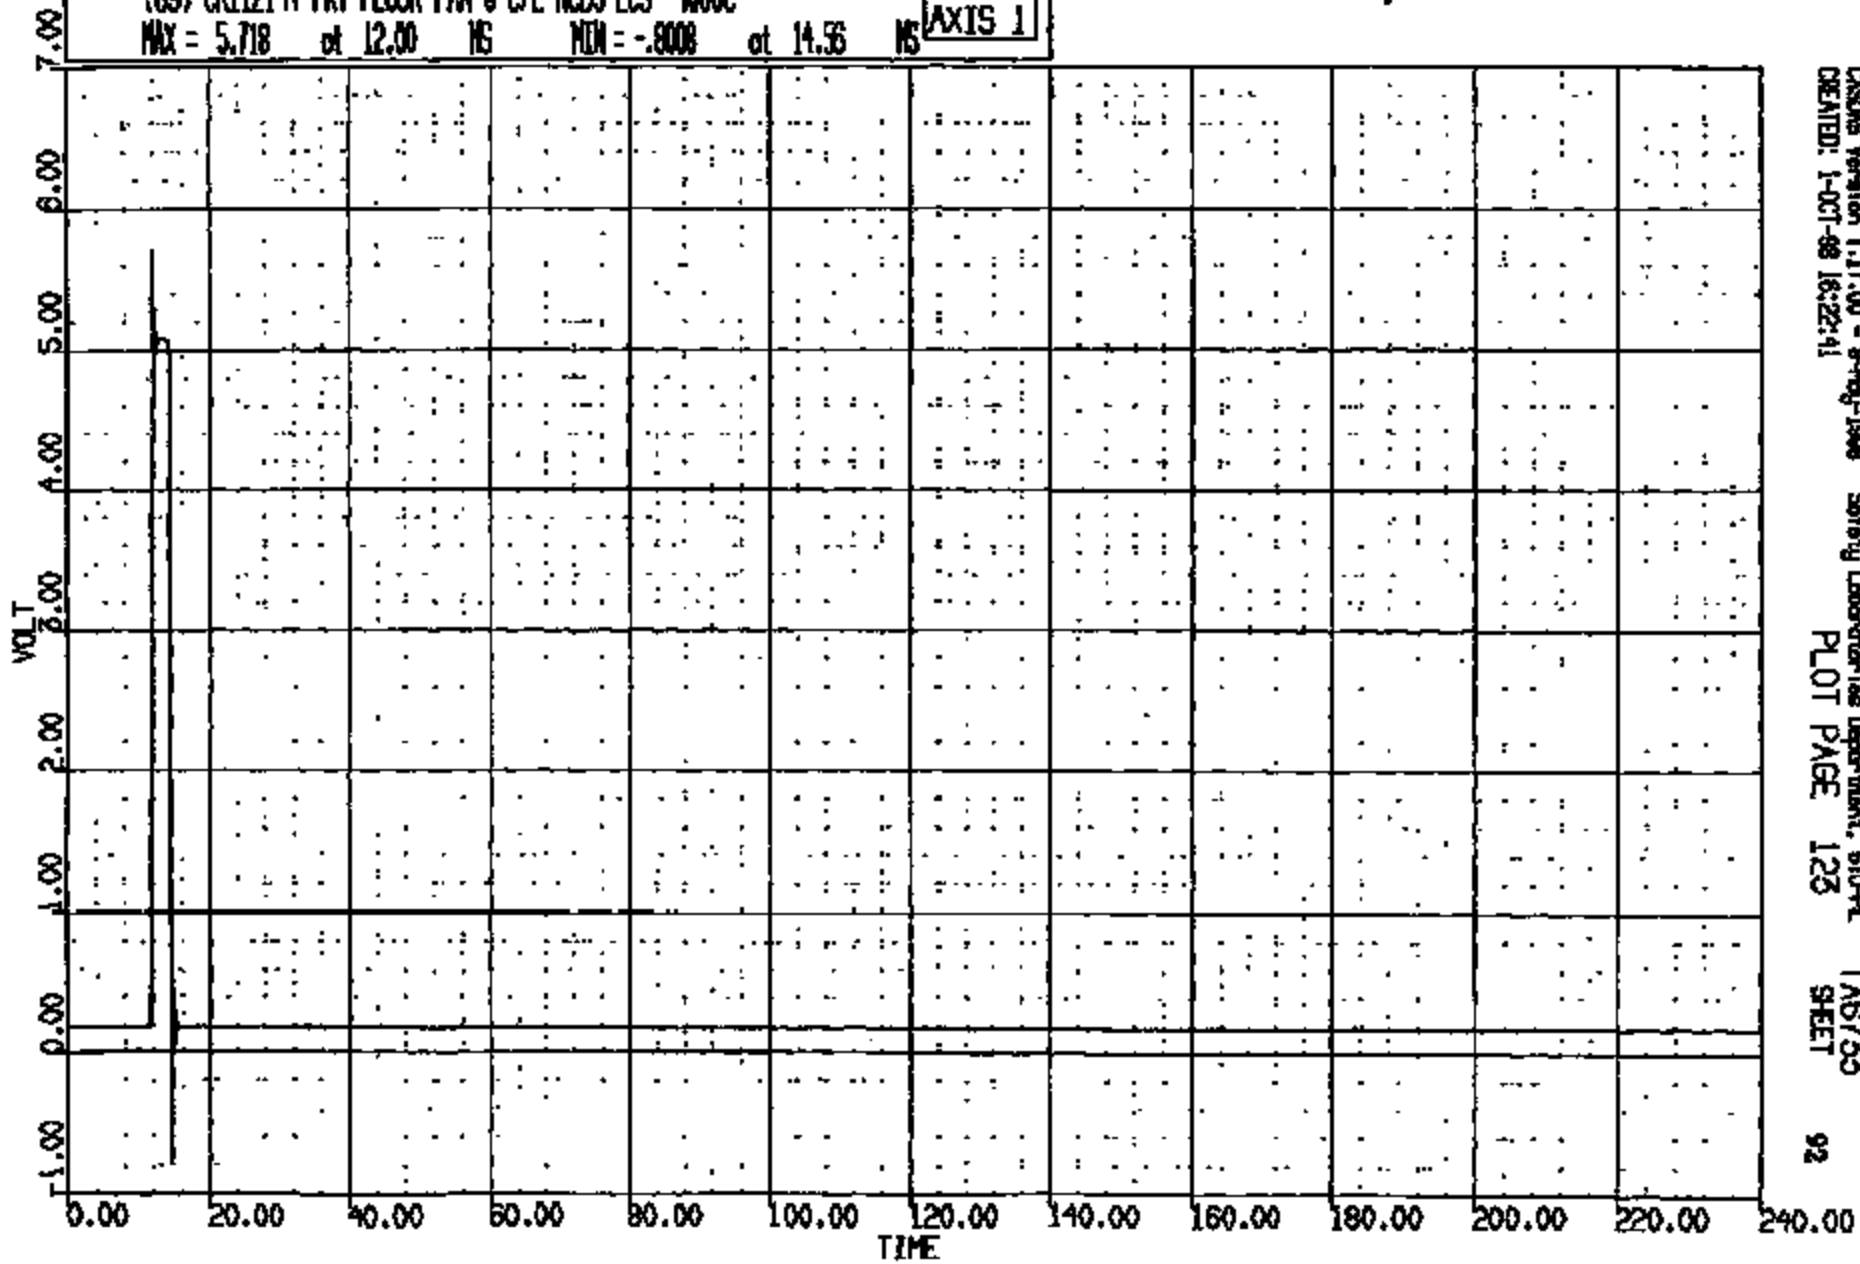 MAX = 5.718 at 12.00 MS MIN = -.8008 at 14.56 MS
AXIS 1
7.00
6.00
5.00
4.00
3.00
2.00
1.00
0.00
-1.00
VOLT
0.00 20.00 40.00 60.00 80.00 100.00 120.00 140.00 160.00 180.00 200.00 220.00 240.00
TIME
CREATED: 1-OCT-88 16:22:41
PLOT PAGE 123
SHEET 92